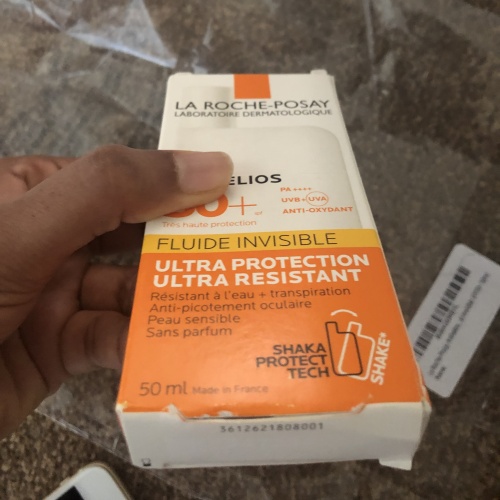 LA ROCHE-POSAY
LABORATOIRE DERMATOLOGIQUE
ELIOS
PA++++
0+
UVB+UVA
ANTI-OXYDANT
Très haute protection
FLUIDE INVISIBLE
ULTRA PROTECTION
ULTRA RESISTANT
Résistant à l'eau + transpiration
Anti-picotement oculaire
Peau sensible
Sans parfum
SHAKA
PROTECT
TECH
SHAKE
50 ml Made in France
3612621808001